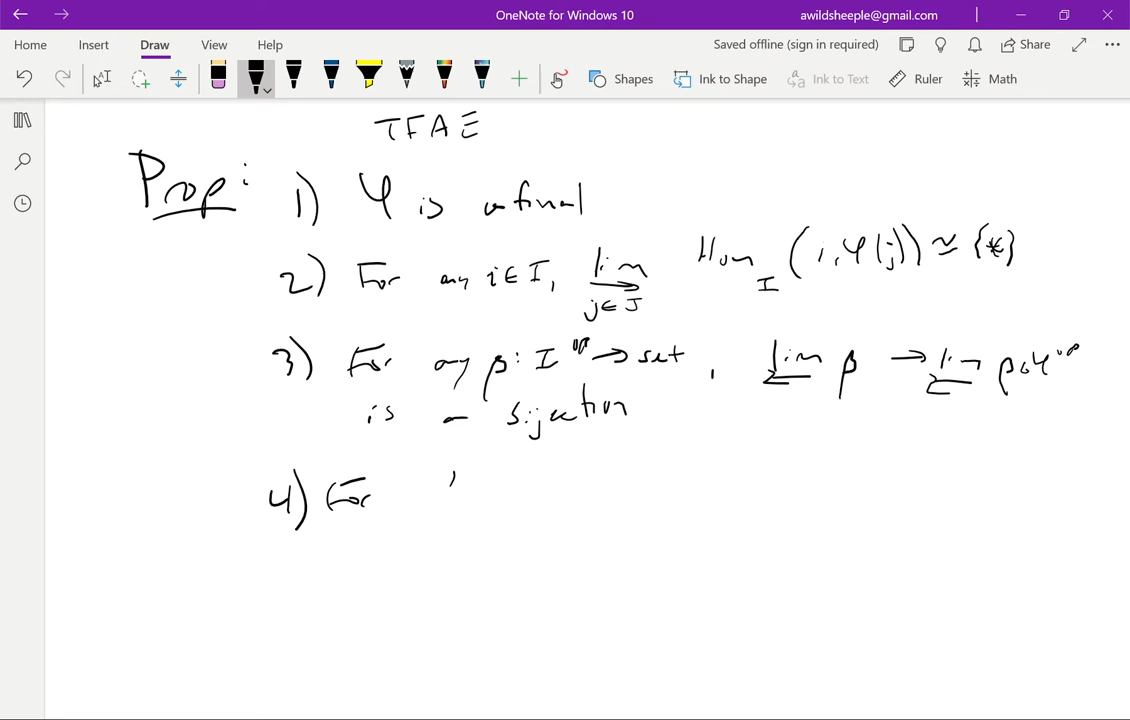 OneNote for Windows 10
awildsheeple@gmail.com
Home Insert Draw View Help
Saved offline (sign in required)
Share
Shapes
Ink to Shape
Ink to Text
Ruler
Math
TFAE
Prop: 1) φ is cofinal
2) For any i∈I, lim→ j∈J Hom_I (i, φ(j)) ≃ {*}
3) For any β: I^op → set, lim← β → lim← β∘φ^op
is a bijection
4) For